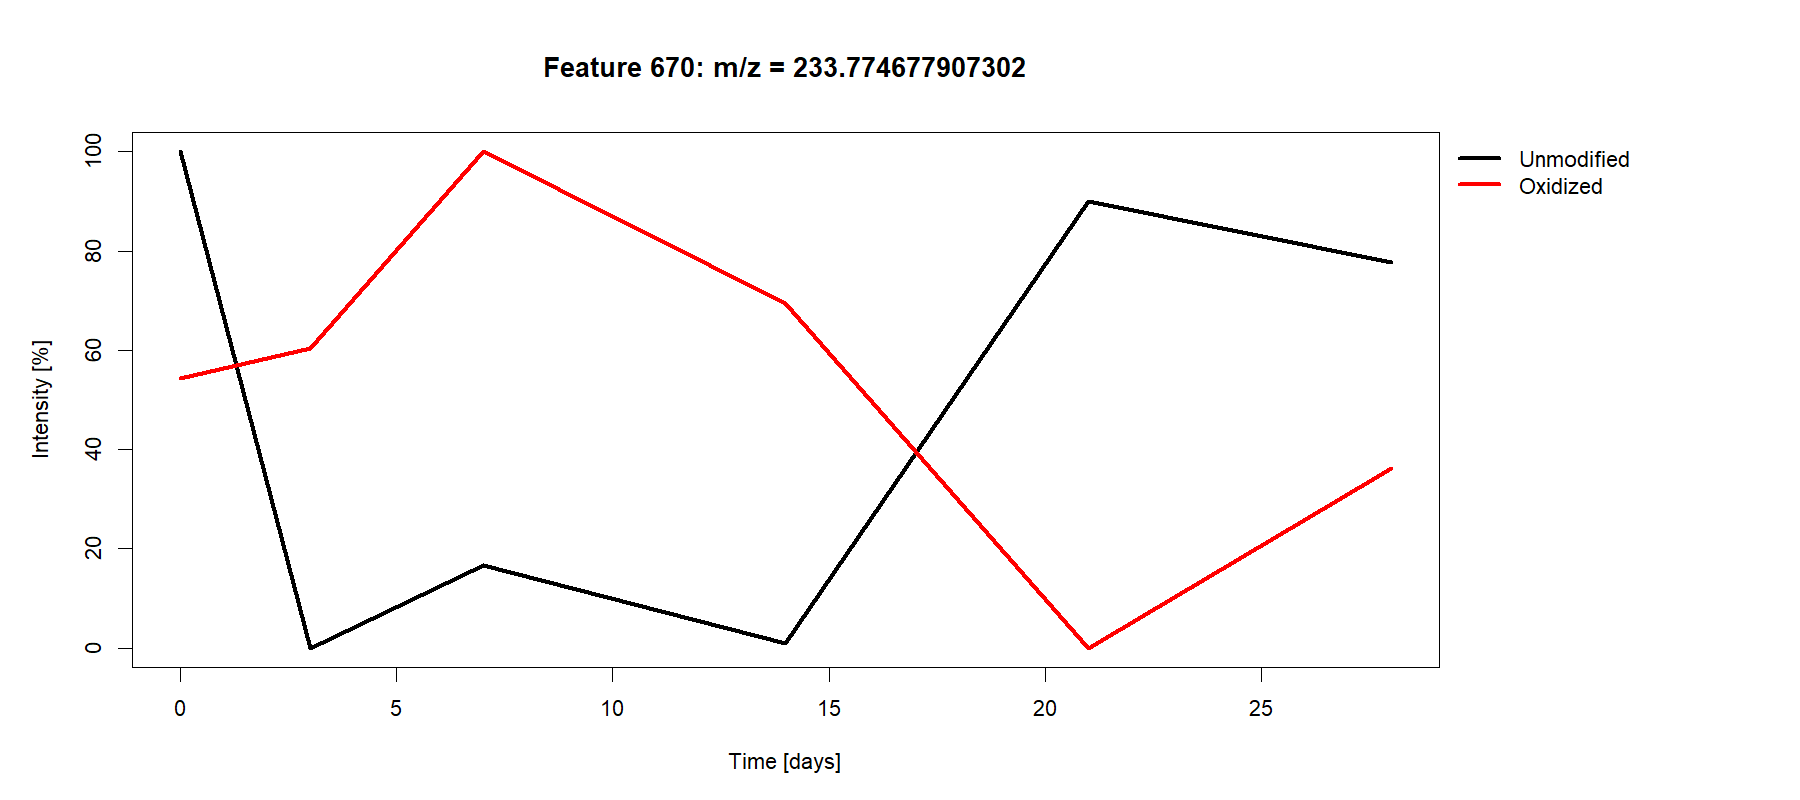 Feature 670: m/z = 233.774677907302
Unmodified
Oxidized
Intensity [%]
100
80
60
40
20
0
0 5 10 15 20 25
Time [days]